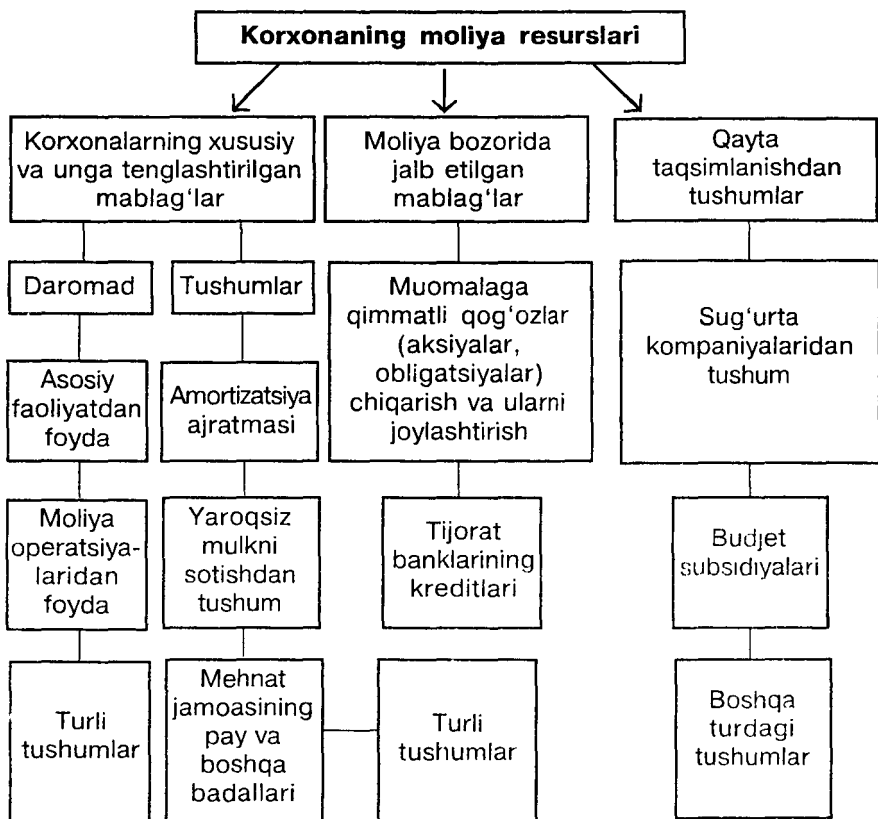 Korxonaning moliya resurslari
Korxonalarning xususiy
va unga tenglashtirilgan
mablag‘lar
Moliya bozorida
jalb etilgan
mablag‘lar
Qayta
taqsimlanishdan
tushumlar
Daromad
Tushumlar
Muomalaga
qimmatli qog‘ozlar
(aksiyalar,
obligatsiyalar)
chiqarish va ularni
joylashtirish
Sug‘urta
kompaniyalaridan
tushum
Asosiy
faoliyatdan
foyda
Amortizatsiya
ajratmasi
Moliya
operatsiya-
laridan
foyda
Yaroqsiz
mulkni
sotishdan
tushum
Tijorat
banklarining
kreditlari
Budjet
subsidiyalari
Turli
tushumlar
Mehnat
jamoasining
pay va
boshqa
badallari
Turli
tushumlar
Boshqa
turdagi
tushumlar